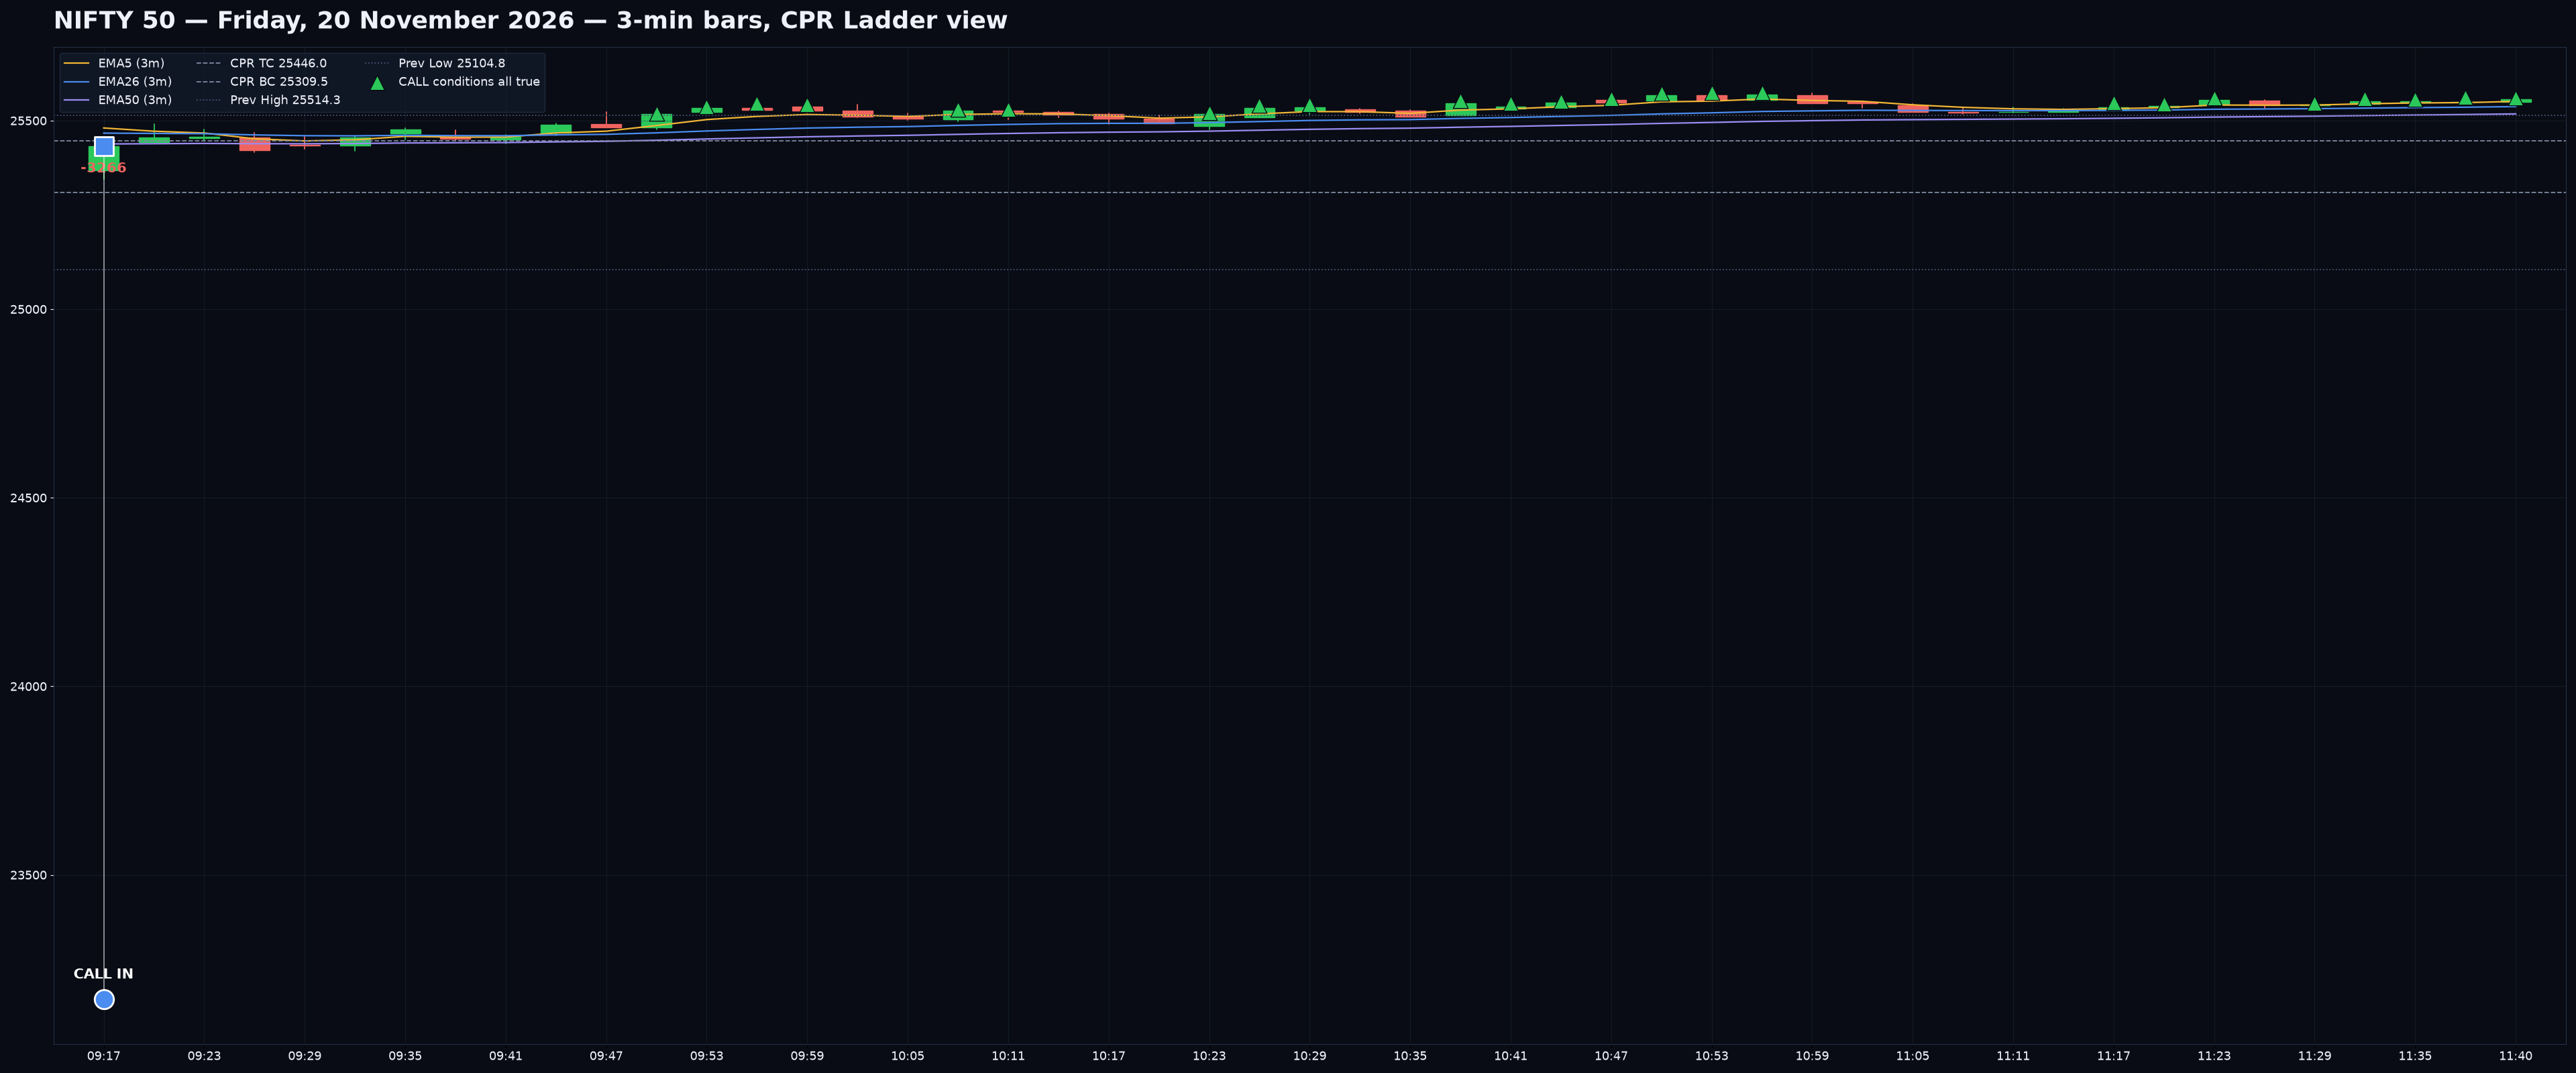 NIFTY 50 — Friday, 20 November 2026 — 3-min bars, CPR Ladder view
EMA5 (3m)
EMA26 (3m)
EMA50 (3m)
CPR TC 25446.0
CPR BC 25309.5
Prev High 25514.3
Prev Low 25104.8
CALL conditions all true
25500
25000
24500
24000
23500
CALL IN
09:17 09:23 09:29 09:35 09:41 09:47 09:53 09:59 10:05 10:11 10:17 10:23 10:29 10:35 10:41 10:47 10:53 10:59 11:05 11:11 11:17 11:23 11:29 11:35 11:40